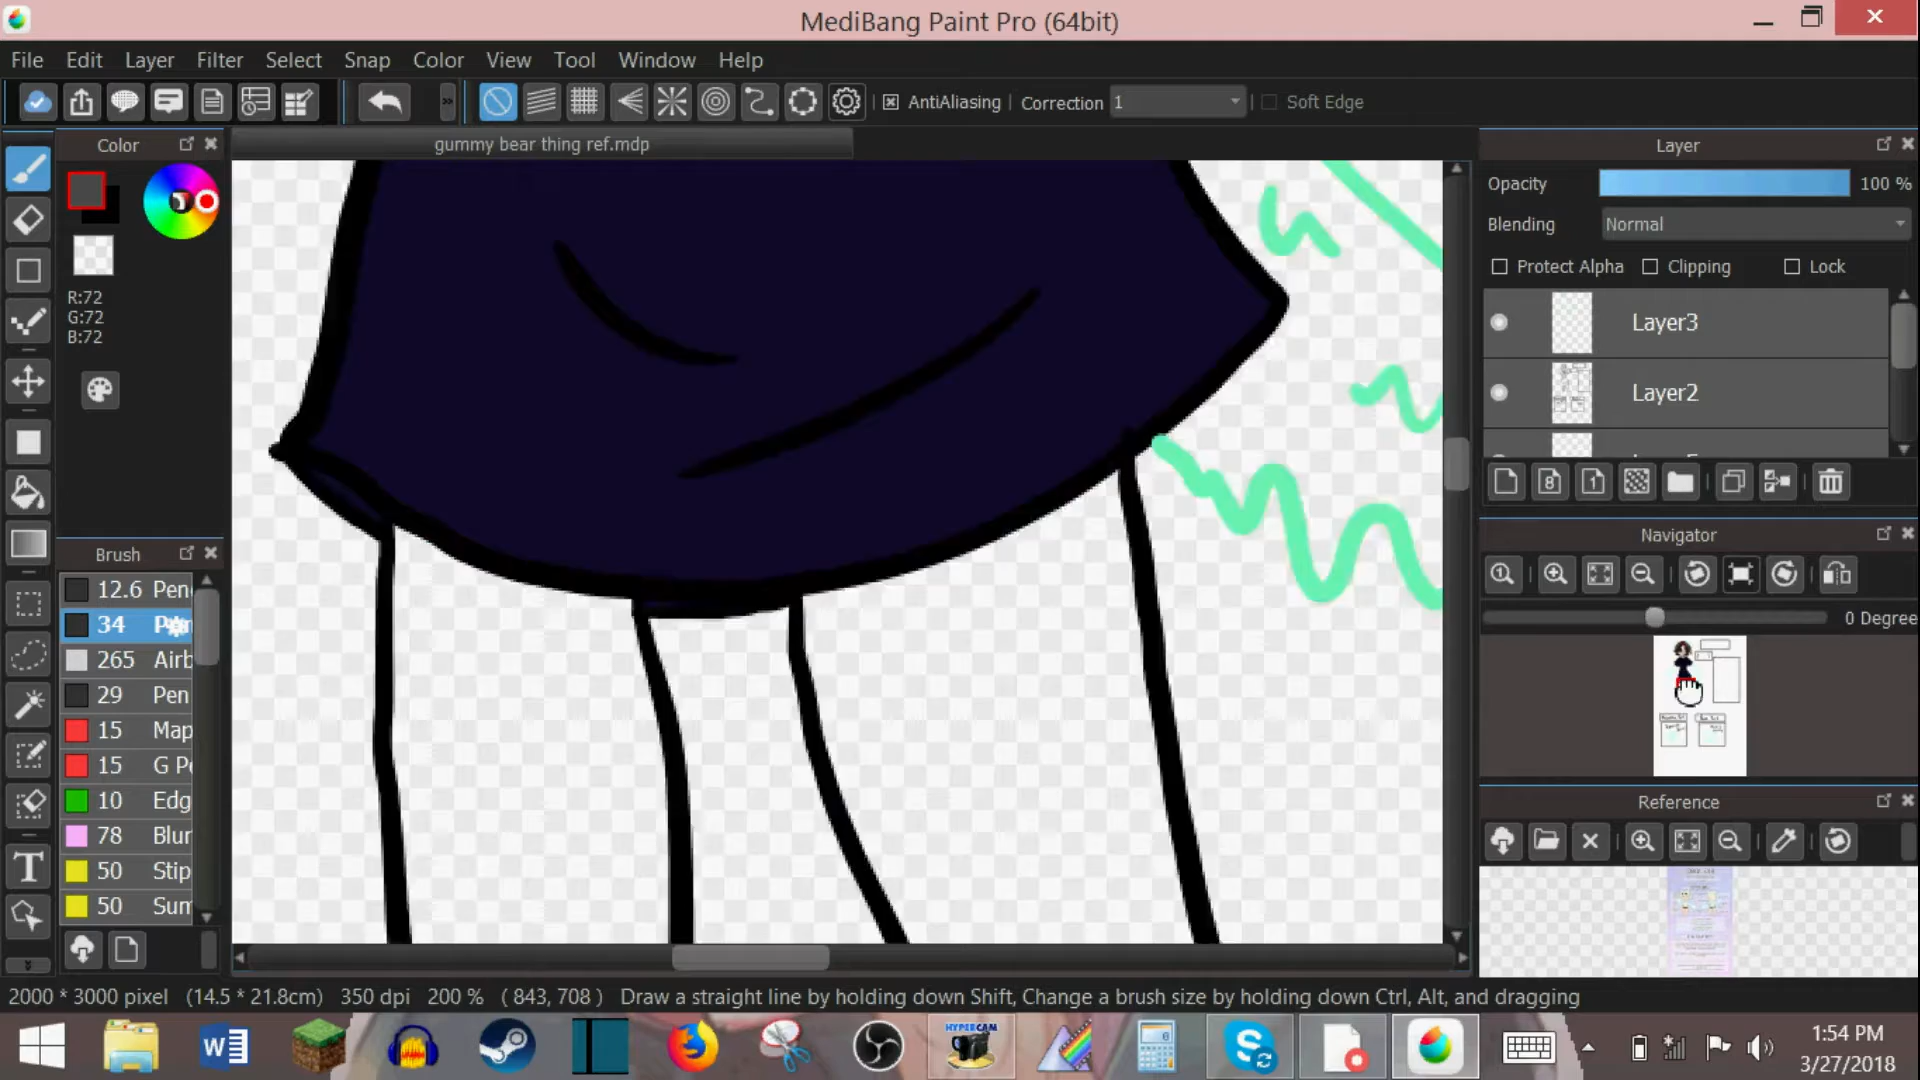 MediBang Paint Pro (64bit)
File Edit Layer Filter Select Snap Color View Tool Window Help
AntiAliasing Correction 1 Soft Edge
Color
gummy bear thing ref.mdp
Layer
Opacity 100 %
Blending Normal
Protect Alpha Clipping Lock
R:72
G:72
B:72
Layer3
Layer2
8 1
Navigator
0 Degree
Brush
12.6 Pen
34
265 Airb
29 Pen
15 Map
15 G Pe
10 Edg
78 Blur
50 Stip
50 Sum
Reference
2000 * 3000 pixel (14.5 * 21.8cm) 350 dpi 200 % ( 843, 708 ) Draw a straight line by holding down Shift, Change a brush size by holding down Ctrl, Alt, and dragging
HYPERCAM
1:54 PM
3/27/2018